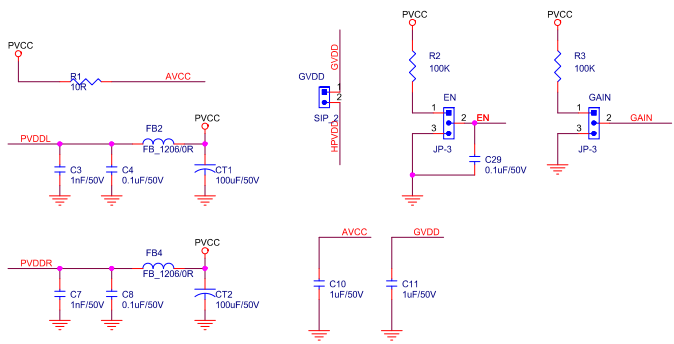 PVCC
R1
10R
AVCC
GVDD
GVDD
1
2
SIP_2
HPVDD
PVCC
R2
100K
EN
1
2
3
EN
JP-3
C29
0.1uF/50V
PVCC
R3
100K
GAIN
1
2
3
GAIN
JP-3
PVDDL
FB2
FB_1206/0R
PVCC
C3
1nF/50V
C4
0.1uF/50V
CT1
100uF/50V
PVDDR
FB4
FB_1206/0R
PVCC
C7
1nF/50V
C8
0.1uF/50V
CT2
100uF/50V
AVCC
C10
1uF/50V
GVDD
C11
1uF/50V